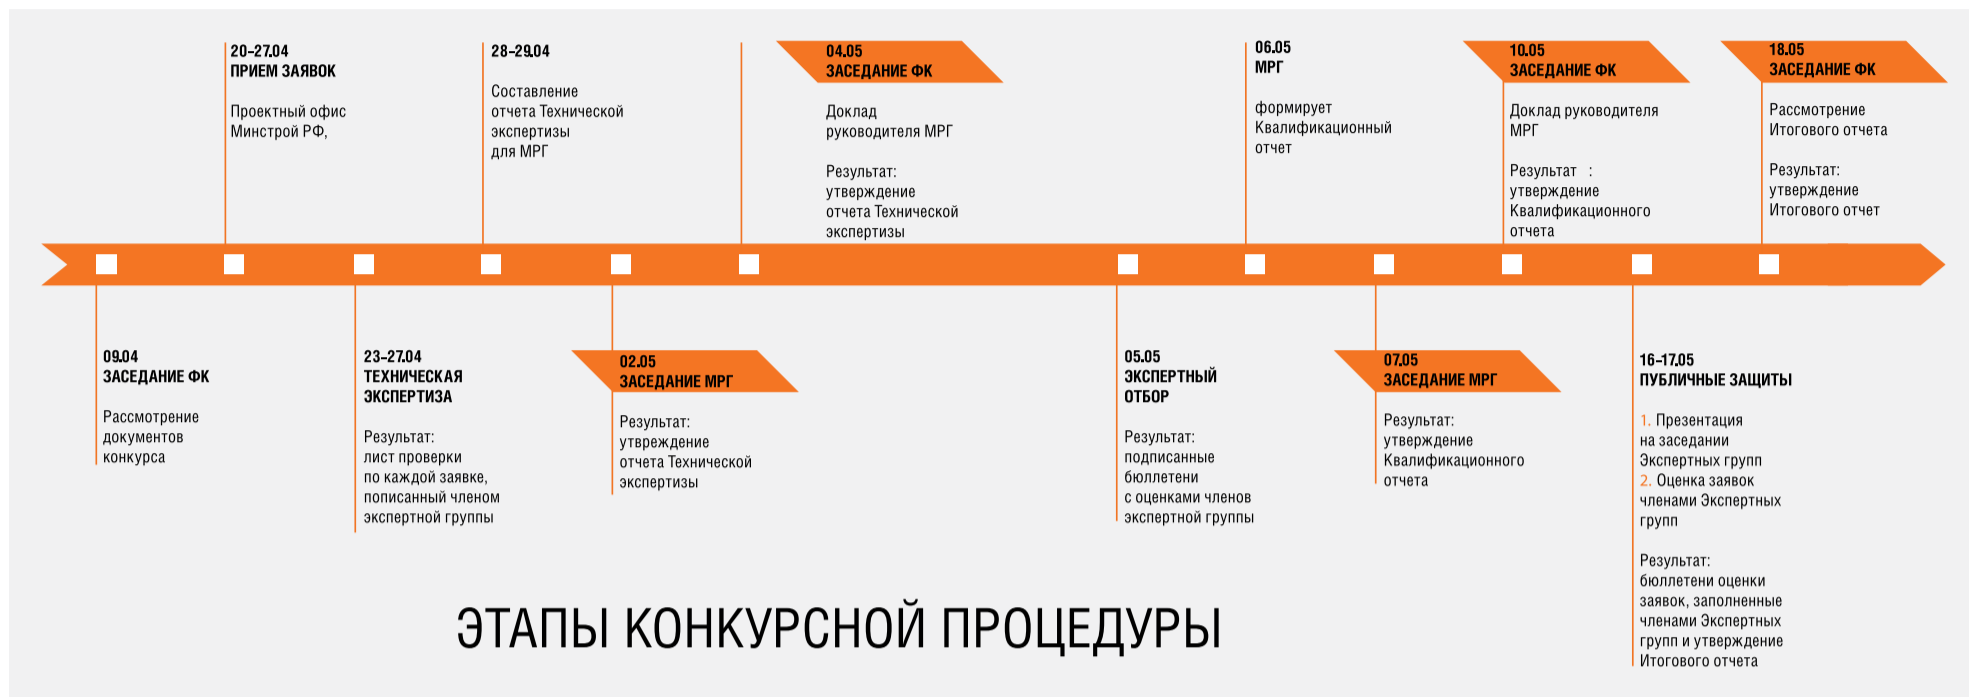 20–27.04
ПРИЕМ ЗАЯВОК
Проектный офис
Минстрой РФ,
28–29.04
Составление
отчета Технической
экспертизы
для МРГ
04.05
ЗАСЕДАНИЕ ФК
Доклад
руководителя МРГ
Результат:
утверждение
отчета Технической
экспертизы
06.05
МРГ
формирует
Квалификационный
отчет
10.05
ЗАСЕДАНИЕ ФК
Доклад руководителя
МРГ
Результат :
утверждение
Квалификационного
отчета
18.05
ЗАСЕДАНИЕ ФК
Рассмотрение
Итогового отчета
Результат:
утверждение
Итогового отчет
09.04
ЗАСЕДАНИЕ ФК
Рассмотрение
документов
конкурса
23–27.04
ТЕХНИЧЕСКАЯ
ЭКСПЕРТИЗА
Результат:
лист проверки
по каждой заявке,
пописанный членом
экспертной группы
02.05
ЗАСЕДАНИЕ МРГ
Результат:
утвреждение
отчета Технической
экспертизы
05.05
ЭКСПЕРТНЫЙ
ОТБОР
Результат:
подписанные
бюллетени
с оценками членов
экспертной группы
07.05
ЗАСЕДАНИЕ МРГ
Результат:
утверждение
Квалификационного
отчета
16–17.05
ПУБЛИЧНЫЕ ЗАЩИТЫ
1. Презентация
на заседании
Экспертных групп
2. Оценка заявок
членами Экспертных
групп
Результат:
бюллетени оценки
заявок, заполненные
членами Экспертных
групп и утверждение
Итогового отчета
ЭТАПЫ КОНКУРСНОЙ ПРОЦЕДУРЫ